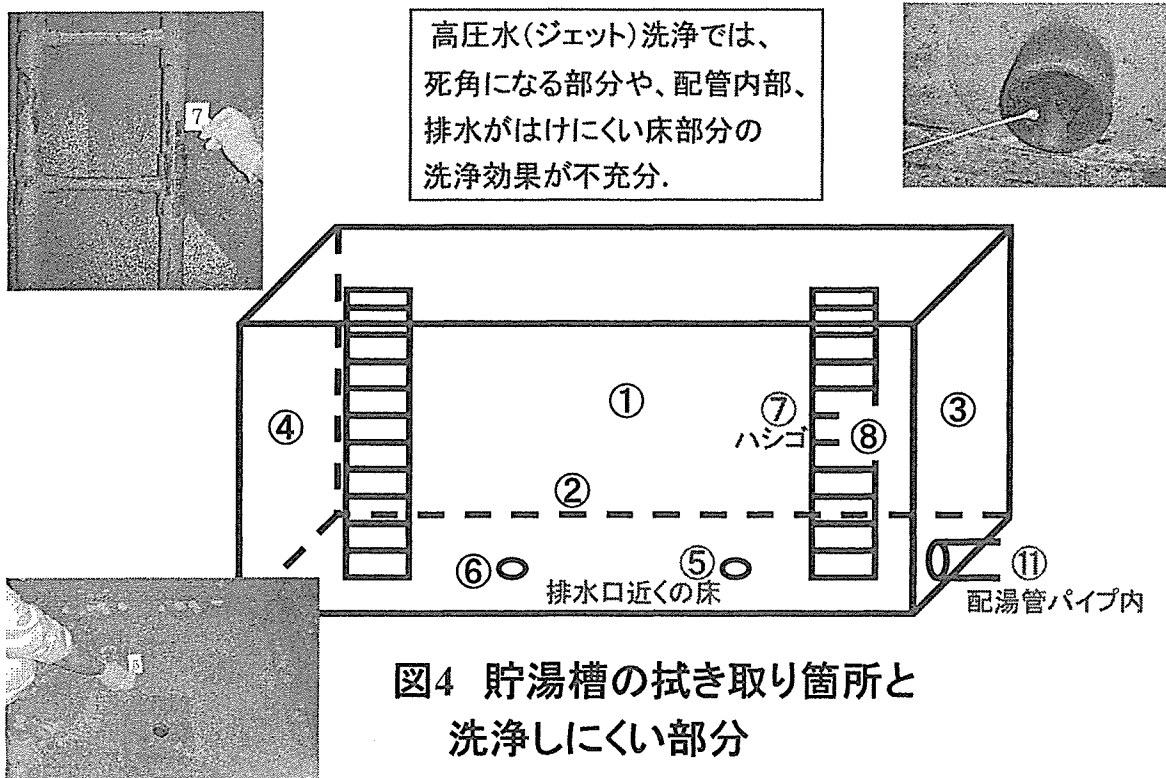 高圧水(ジェット)洗浄では、
死角になる部分や、配管内部、
排水がはけにくい床部分の
洗浄効果が不充分.
7
①
④
⑦
ハシゴ
⑧
③
②
⑥
⑤
排水口近くの床
⑪
配湯管パイプ内
5
図4 貯湯槽の拭き取り箇所と
洗浄しにくい部分